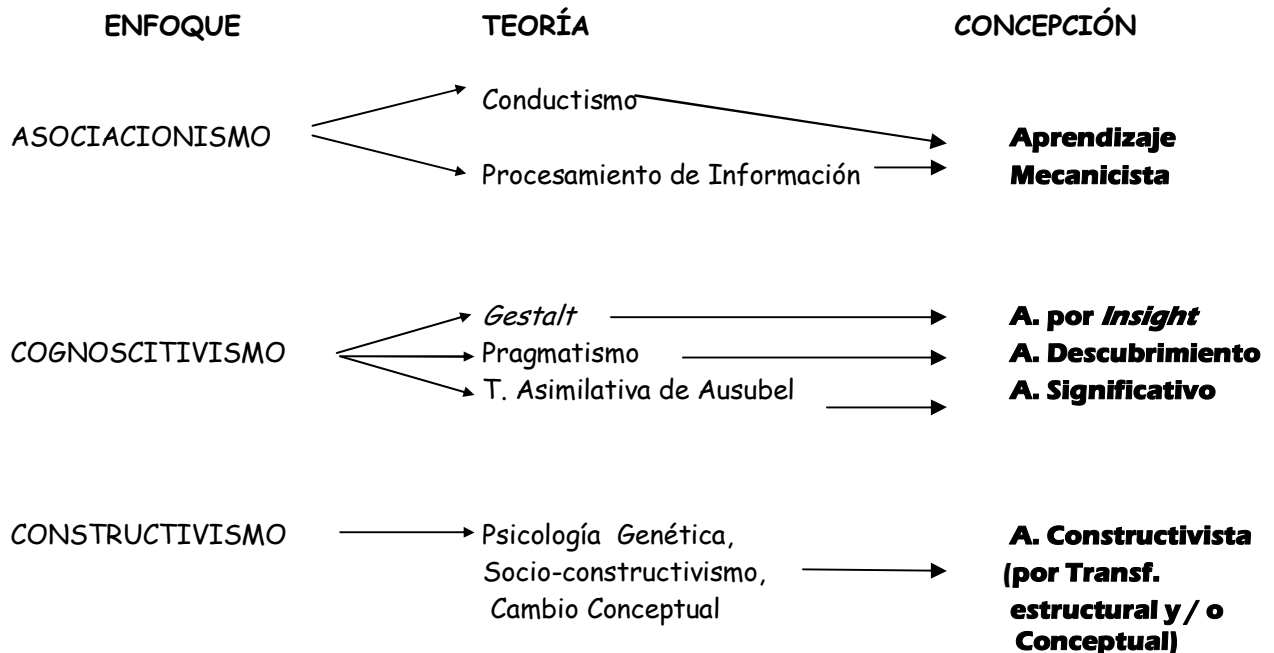 ENFOQUE TEORÍA CONCEPCIÓN
Conductismo
ASOCIACIONISMO Aprendizaje
Procesamiento de Información Mecanicista
Gestalt A. por Insight
COGNOSCITIVISMO Pragmatismo A. Descubrimiento
T. Asimilativa de Ausubel A. Significativo
CONSTRUCTIVISMO Psicología Genética, A. Constructivista
Socio-constructivismo, (por Transf.
Cambio Conceptual estructural y / o
Conceptual)